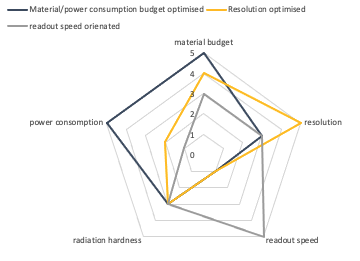 Material/power consumption budget optimised
Resolution optimised
readout speed orienated
material budget
5
4
3
2
1
0
power consomption
resolution
radiation hardness
readout speed